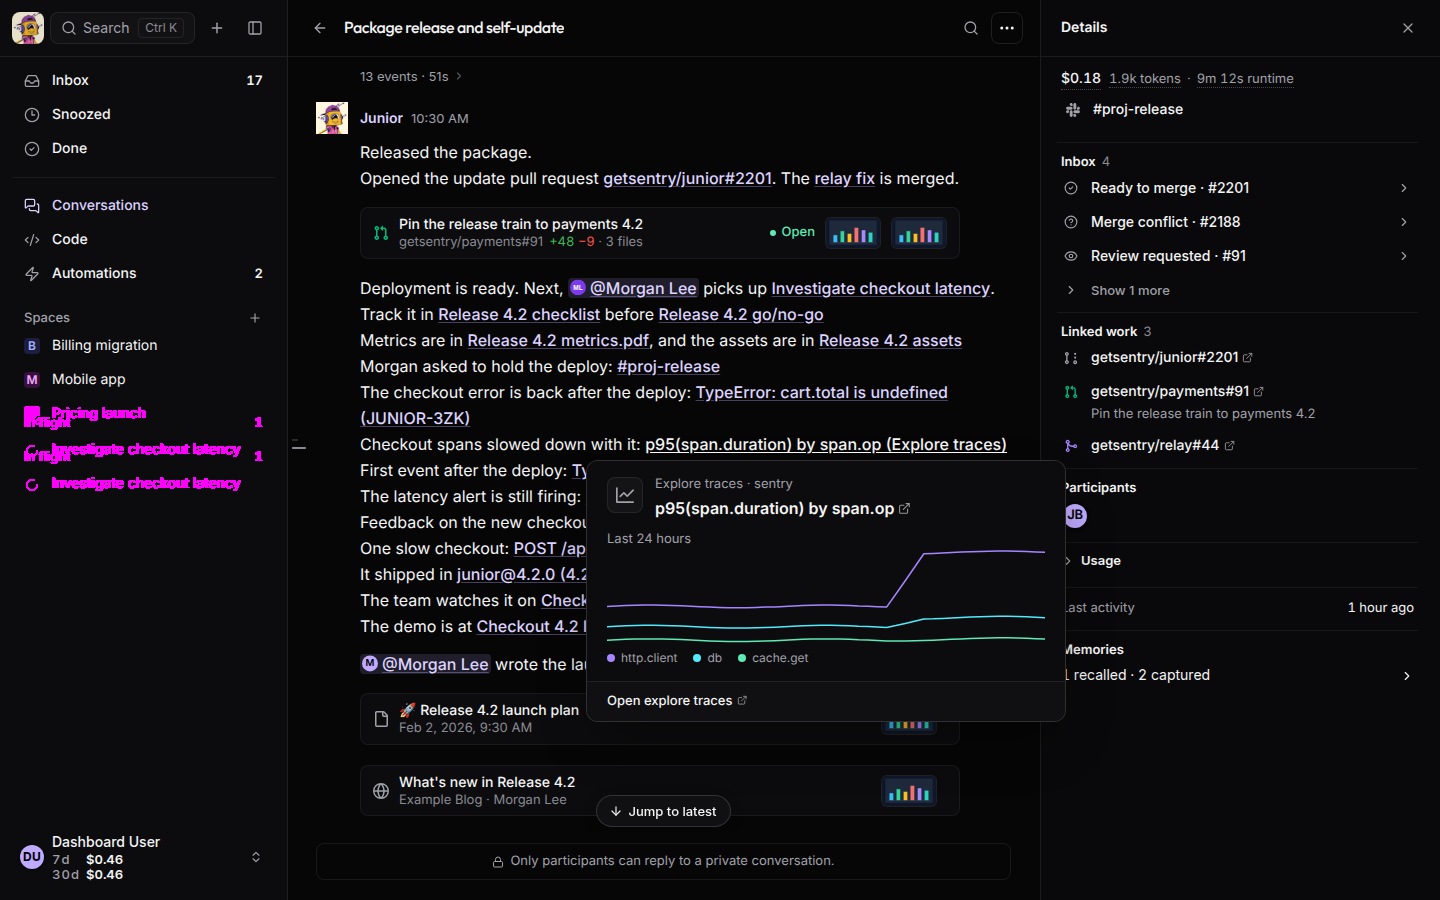 Search Ctrl K
Inbox 17
Snoozed
Done
Conversations
Code
Automations 2
Spaces
B Billing migration
M Mobile app
Pricing launch
In flight 1
Investigate checkout latency
In flight 1
Investigate checkout latency
DU Dashboard User
7d $0.46
30d $0.46
Package release and self-update
13 events · 51s
Junior 10:30 AM
Released the package.
Opened the update pull request getsentry/junior#2201. The relay fix is merged.
Pin the release train to payments 4.2
getsentry/payments#91 +48 −9 · 3 files
Open
Deployment is ready. Next, ML @Morgan Lee picks up Investigate checkout latency.
Track it in Release 4.2 checklist before Release 4.2 go/no-go
Metrics are in Release 4.2 metrics.pdf, and the assets are in Release 4.2 assets
Morgan asked to hold the deploy: #proj-release
The checkout error is back after the deploy: TypeError: cart.total is undefined
(JUNIOR-3ZK)
Checkout spans slowed down with it: p95(span.duration) by span.op (Explore traces)
First event after the deploy: Ty
The latency alert is still firing:
Feedback on the new checkou
One slow checkout: POST /ap
It shipped in junior@4.2.0 (4.2
The team watches it on Check
The demo is at Checkout 4.2 l
M @Morgan Lee wrote the lau
Explore traces · sentry
p95(span.duration) by span.op
Last 24 hours
http.client db cache.get
Open explore traces
🚀 Release 4.2 launch plan
Feb 2, 2026, 9:30 AM
What's new in Release 4.2
Example Blog · Morgan Lee
Jump to latest
Only participants can reply to a private conversation.
Details
$0.18 1.9k tokens · 9m 12s runtime
#proj-release
Inbox 4
Ready to merge · #2201
Merge conflict · #2188
Review requested · #91
Show 1 more
Linked work 3
getsentry/junior#2201
getsentry/payments#91
Pin the release train to payments 4.2
getsentry/relay#44
Participants
JB
Usage
Last activity 1 hour ago
Memories
1 recalled · 2 captured